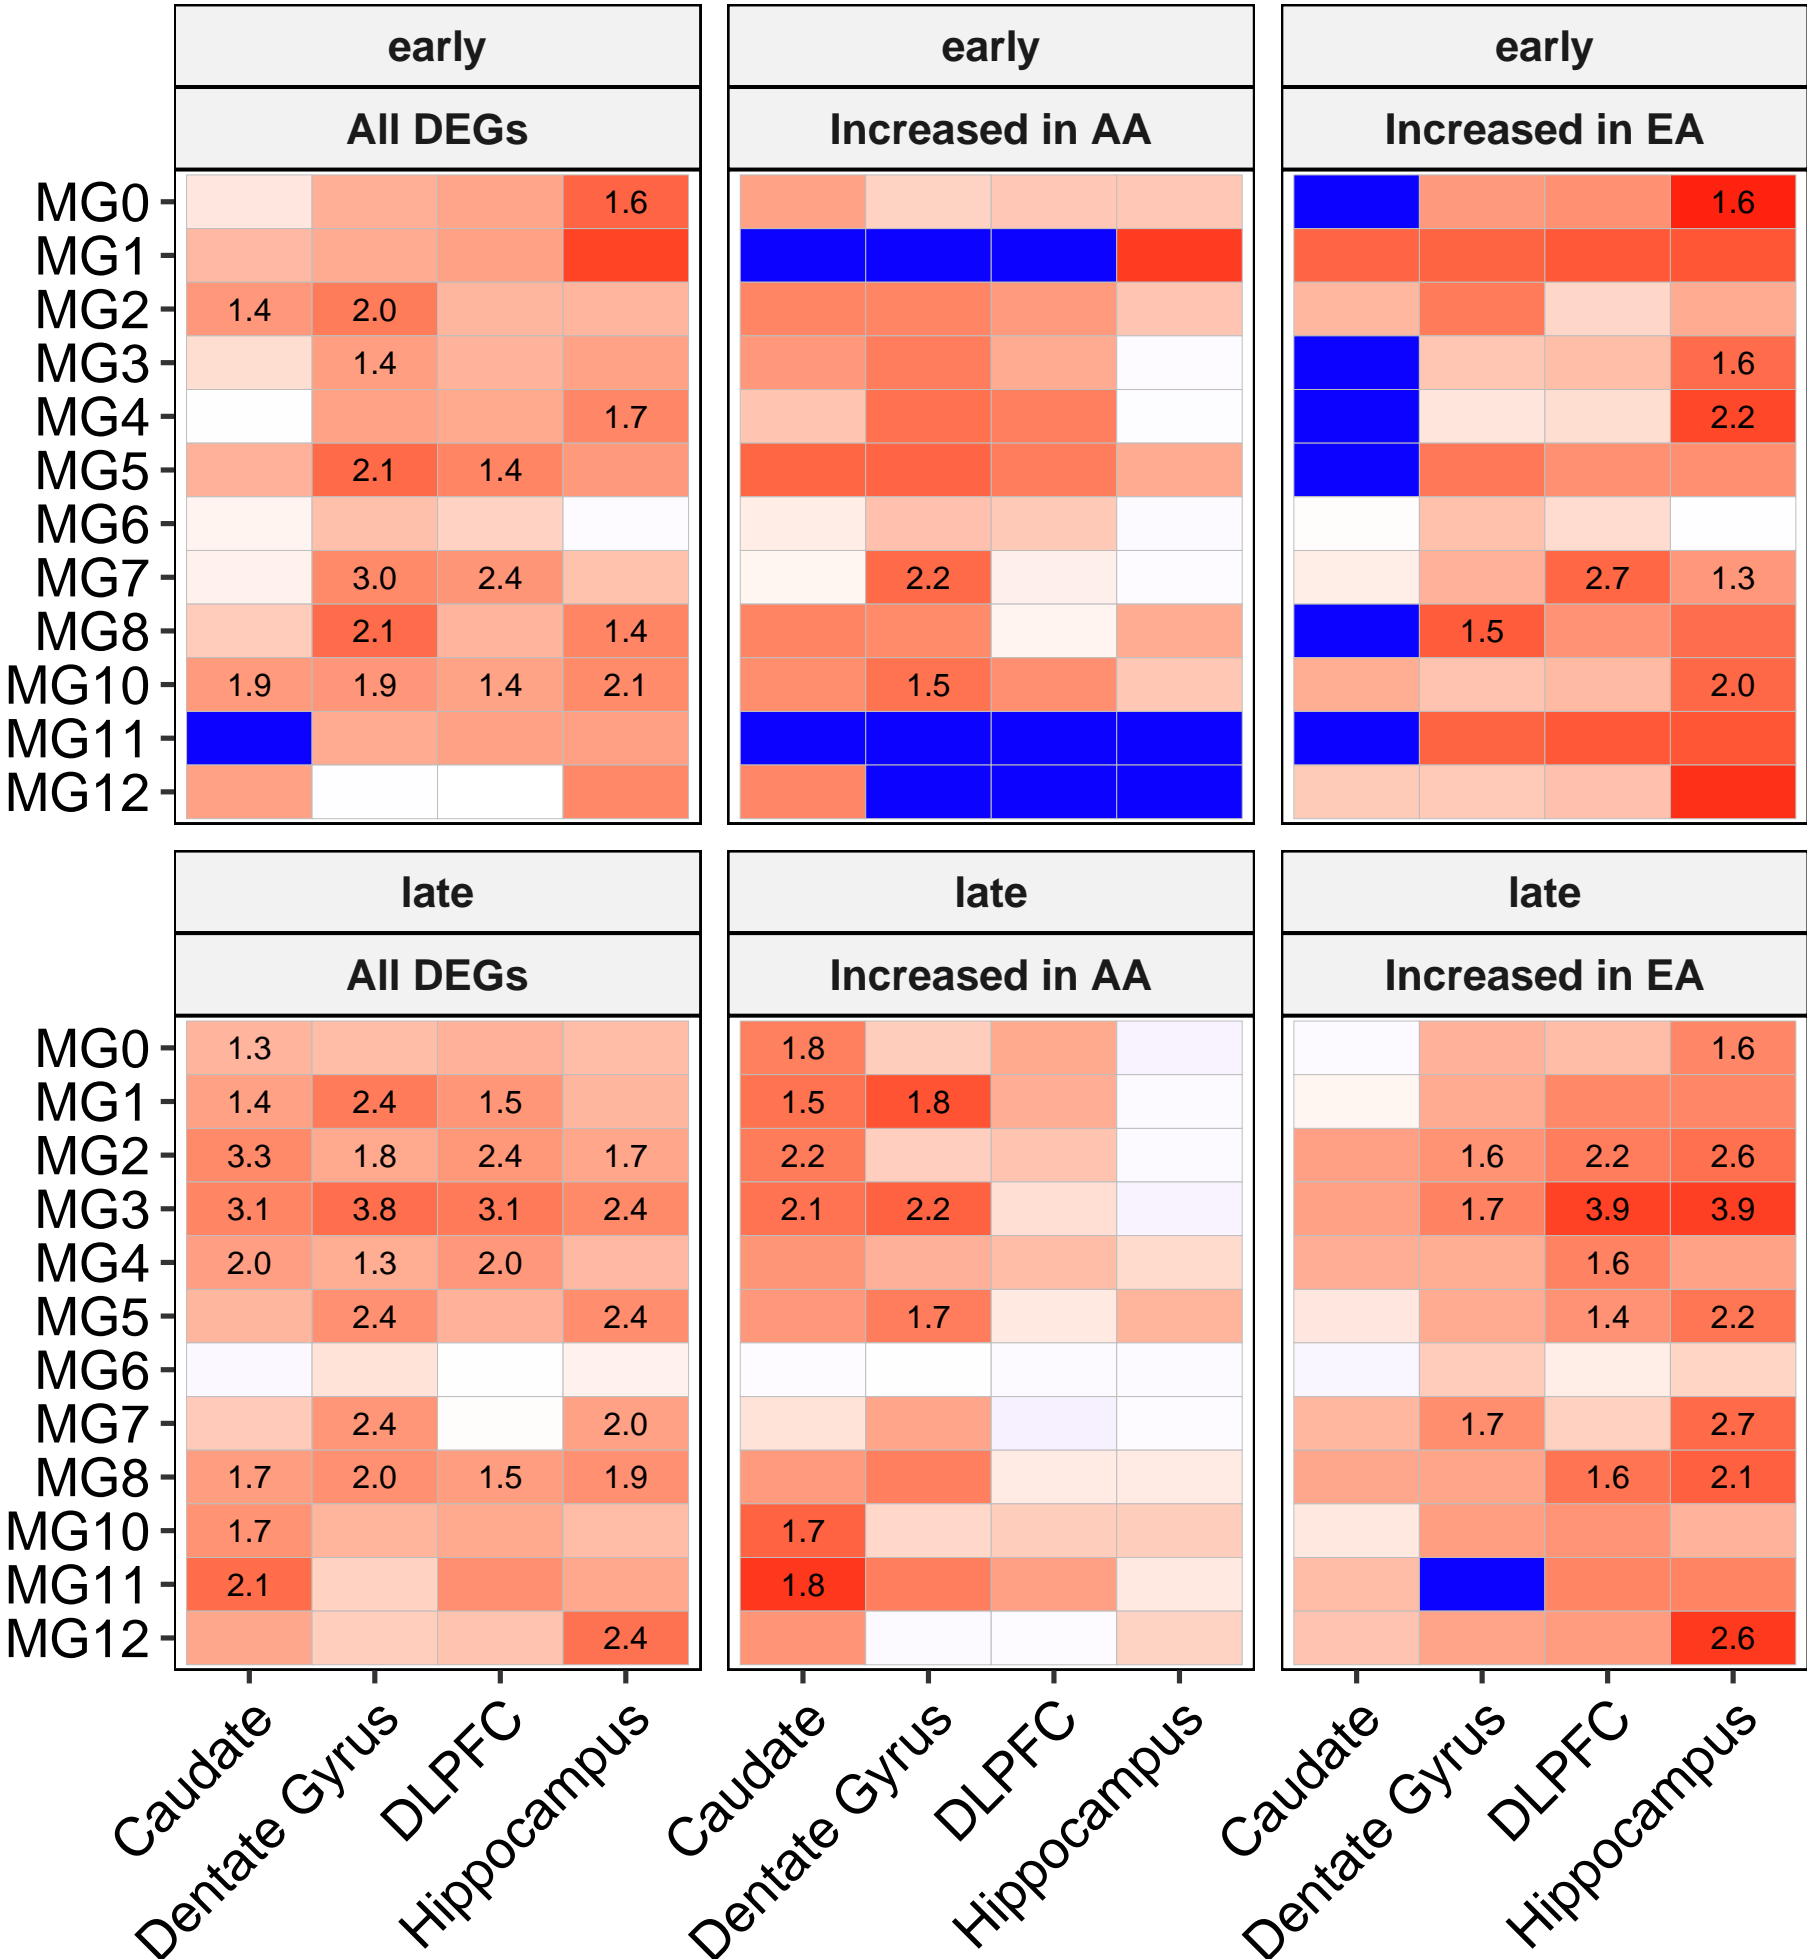 early early early
All DEGs Increased in AA Increased in EA
MG0 1.6 1.6
MG1
MG2 1.4 2.0
MG3 1.4 1.6
MG4 1.7 2.2
MG5 2.1 1.4
MG6
MG7 3.0 2.4 2.2 2.7 1.3
MG8 2.1 1.4 1.5
MG10 1.9 1.9 1.4 2.1 1.5 2.0
MG11
MG12
late late late
All DEGs Increased in AA Increased in EA
MG0 1.3 1.8 1.6
MG1 1.4 2.4 1.5 1.5 1.8
MG2 3.3 1.8 2.4 1.7 2.2 1.6 2.2 2.6
MG3 3.1 3.8 3.1 2.4 2.1 2.2 1.7 3.9 3.9
MG4 2.0 1.3 2.0 1.6
MG5 2.4 2.4 1.7 1.4 2.2
MG6
MG7 2.4 2.0 1.7 2.7
MG8 1.7 2.0 1.5 1.9 1.6 2.1
MG10 1.7 1.7
MG11 2.1 1.8
MG12 2.4 2.6
Caudate Dentate Gyrus DLPFC Hippocampus Caudate Dentate Gyrus DLPFC Hippocampus Caudate Dentate Gyrus DLPFC Hippocampus